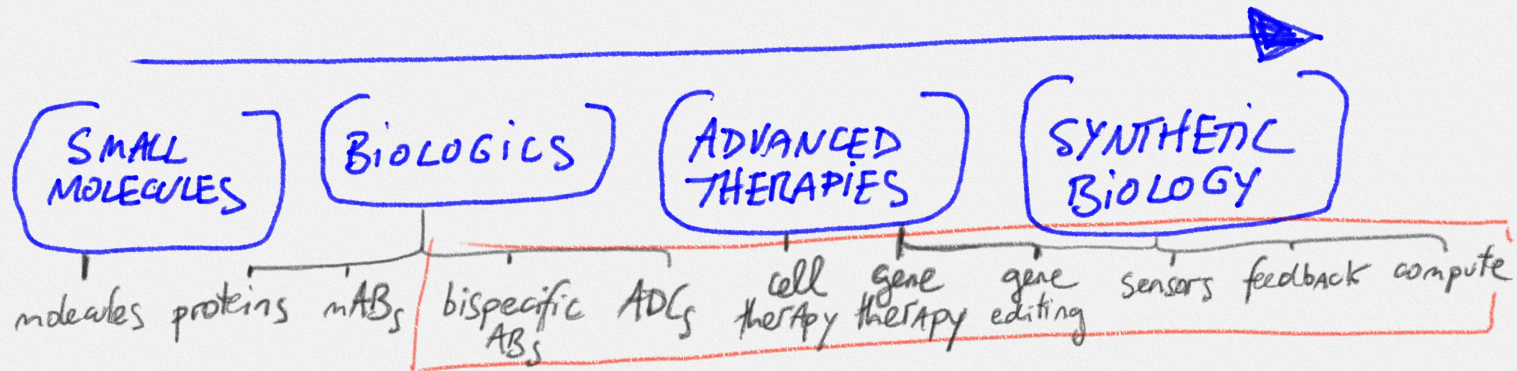 SMALL
MOLECULES
BIOLOGICS
ADVANCED
THERAPIES
SYNTHETIC
BIOLOGY
molecules
proteins
mABs
bispecific
ABs
ADCs
cell
therapy
gene
therapy
gene
editing
sensors
feedback
compute